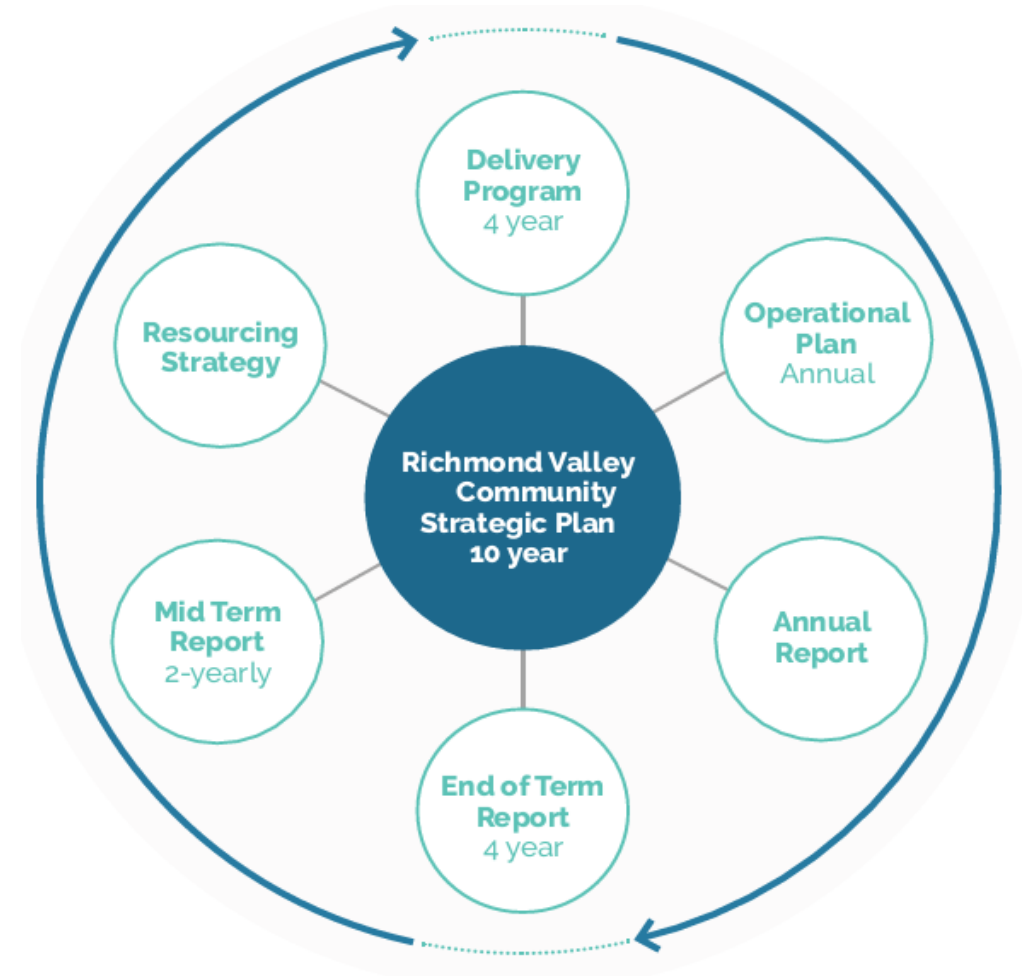 Delivery
Program
4 year
Operational
Plan
Annual
Resourcing
Strategy
Richmond Valley
Community
Strategic Plan
10 year
Annual
Report
Mid Term
Report
2-yearly
End of Term
Report
4 year